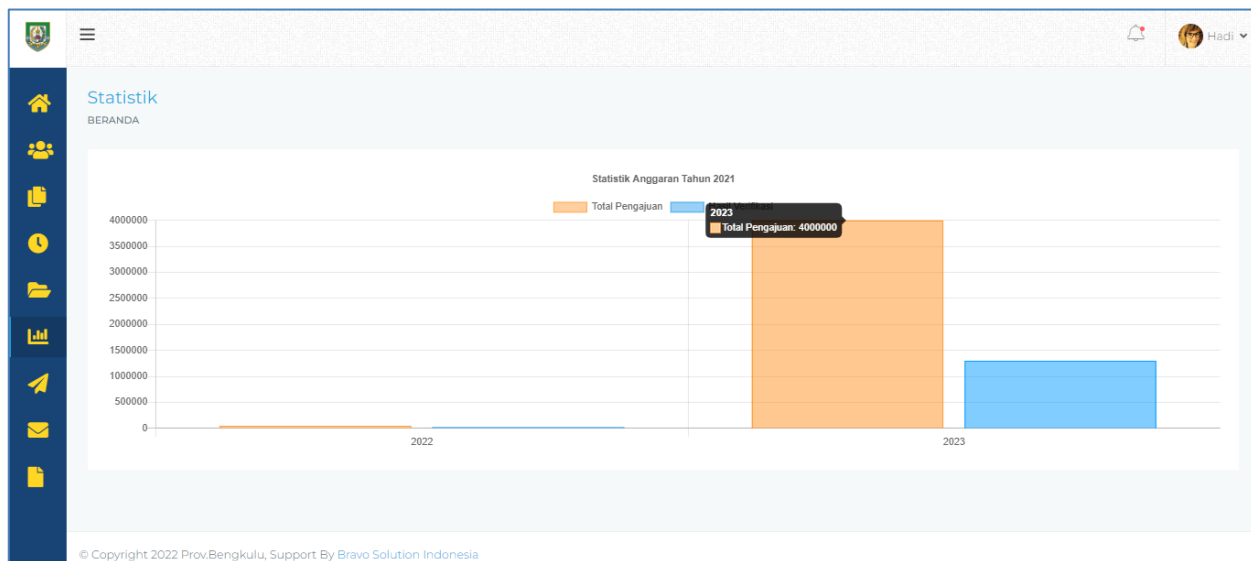 Hadi
Statistik
BERANDA
Statistik Anggaran Tahun 2021
Total Pengajuan
2023
Total Pengajuan: 4000000
4000000
3500000
3000000
2500000
2000000
1500000
1000000
500000
0
2022
2023
© Copyright 2022 Prov.Bengkulu, Support By Bravo Solution Indonesia